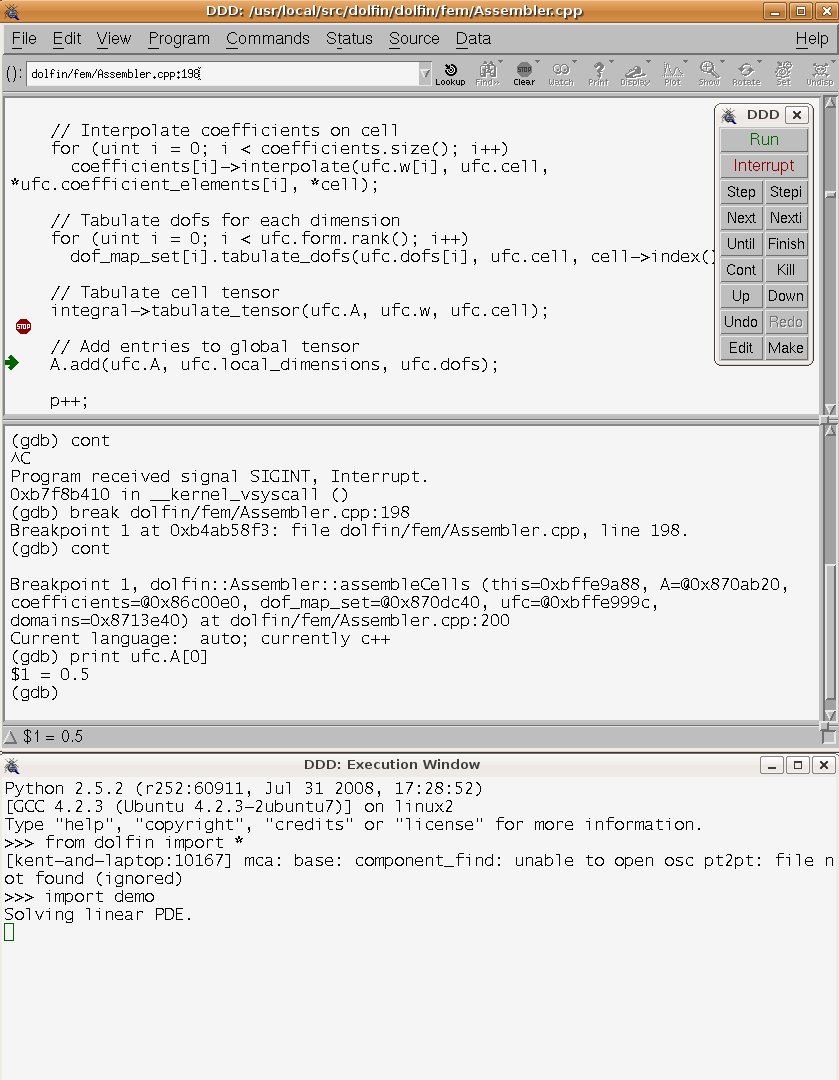 DDD: /usr/local/src/dolfin/dolfin/fem/Assembler.cpp
File Edit View Program Commands Status Source Data Help
(): dolfin/fem/Assembler.cpp:198
Lookup Find>> Clear Watch Print Display Plot Show Rotate Set Undisp
// Interpolate coefficients on cell
for (uint i = 0; i < coefficients.size(); i++)
coefficients[i]->interpolate(ufc.w[i], ufc.cell,
*ufc.coefficient_elements[i], *cell);
// Tabulate dofs for each dimension
for (uint i = 0; i < ufc.form.rank(); i++)
dof_map_set[i].tabulate_dofs(ufc.dofs[i], ufc.cell, cell->index()
// Tabulate cell tensor
integral->tabulate_tensor(ufc.A, ufc.w, ufc.cell);
STOP
// Add entries to global tensor
A.add(ufc.A, ufc.local_dimensions, ufc.dofs);
p++;
DDD
Run
Interrupt
Step Stepi
Next Nexti
Until Finish
Cont Kill
Up Down
Undo Redo
Edit Make
(gdb) cont
^C
Program received signal SIGINT, Interrupt.
0xb7f8b410 in __kernel_vsyscall ()
(gdb) break dolfin/fem/Assembler.cpp:198
Breakpoint 1 at 0xb4ab58f3: file dolfin/fem/Assembler.cpp, line 198.
(gdb) cont
Breakpoint 1, dolfin::Assembler::assembleCells (this=0xbffe9a88, A=@0x870ab20,
coefficients=@0x86c00e0, dof_map_set=@0x870dc40, ufc=@0xbffe999c,
domains=0x8713e40) at dolfin/fem/Assembler.cpp:200
Current language:  auto; currently c++
(gdb) print ufc.A[0]
$1 = 0.5
(gdb)
$1 = 0.5
DDD: Execution Window
Python 2.5.2 (r252:60911, Jul 31 2008, 17:28:52)
[GCC 4.2.3 (Ubuntu 4.2.3-2ubuntu7)] on linux2
Type "help", "copyright", "credits" or "license" for more information.
>>> from dolfin import *
[kent-and-laptop:10167] mca: base: component_find: unable to open osc pt2pt: file n
ot found (ignored)
>>> import demo
Solving linear PDE.